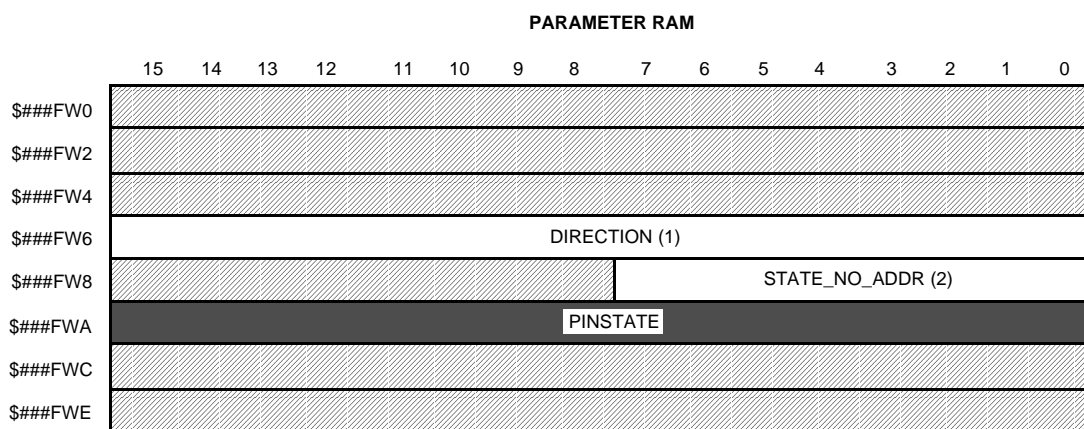 PARAMETER RAM
15 14 13 12 11 10 9 8 7 6 5 4 3 2 1 0
$###FW0
$###FW2
$###FW4
$###FW6 DIRECTION (1)
$###FW8 STATE_NO_ADDR (2)
$###FWA PINSTATE
$###FWC
$###FWE